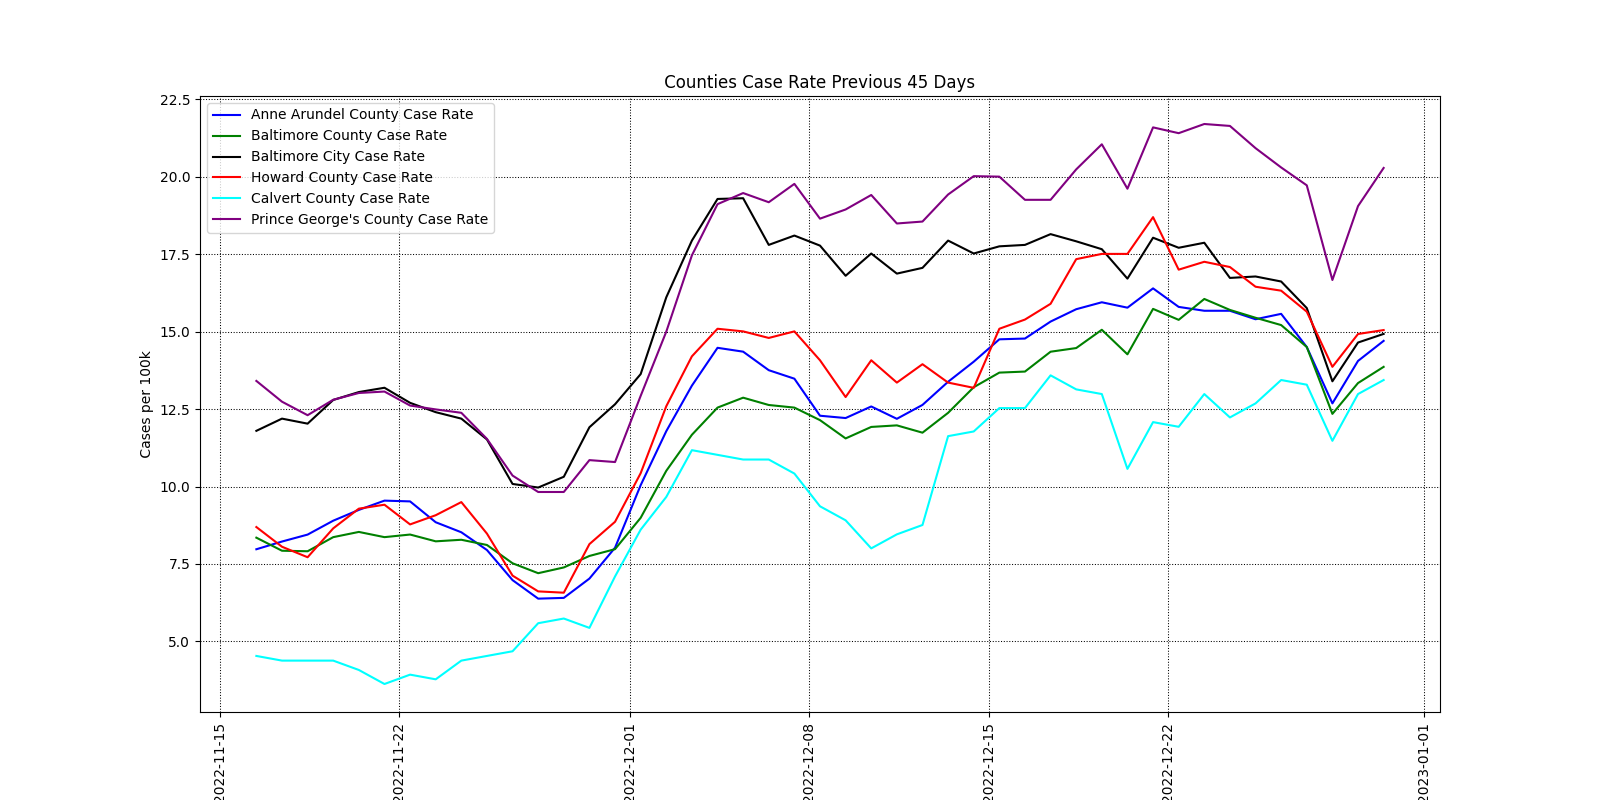 Counties Case Rate Previous 45 Days
22.5
20.0
17.5
15.0
12.5
10.0
7.5
5.0
Cases per 100k
Anne Arundel County Case Rate
Baltimore County Case Rate
Baltimore City Case Rate
Howard County Case Rate
Calvert County Case Rate
Prince George's County Case Rate
2022-11-15
2022-11-22
2022-12-01
2022-12-08
2022-12-15
2022-12-22
2023-01-01